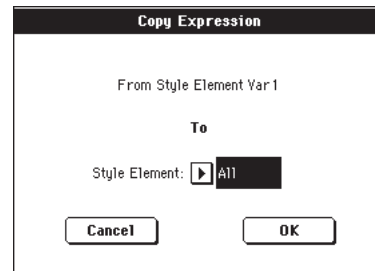 Copy Expression
From Style Element Var1
To
Style Element: All
Cancel OK